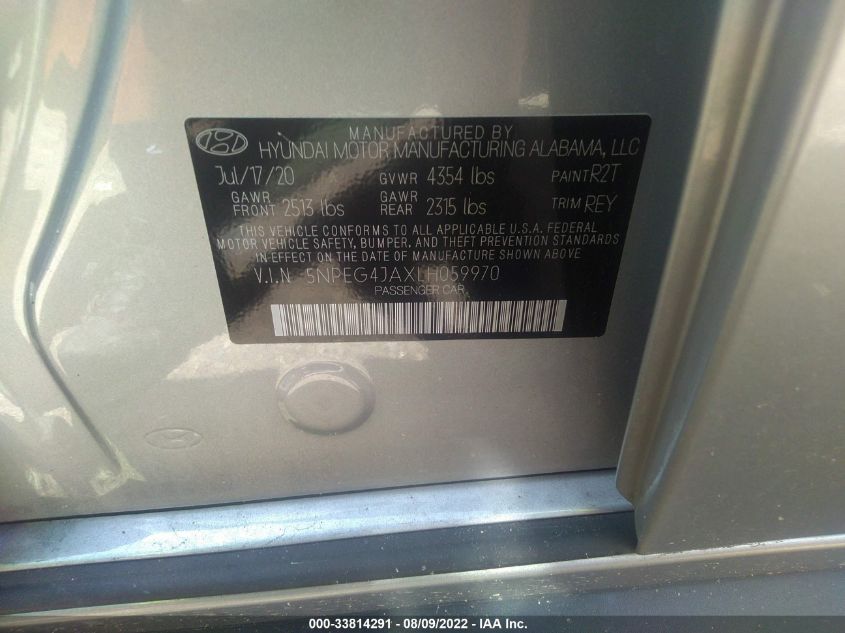 MANUFACTURED BY
HYUNDAI MOTOR MANUFACTURING ALABAMA, LLC
Jul/17/20 GVWR 4354 lbs PAINT R2T
GAWR FRONT 2513 lbs GAWR REAR 2315 lbs TRIM REY
THIS VEHICLE CONFORMS TO ALL APPLICABLE U.S.A. FEDERAL
MOTOR VEHICLE SAFETY, BUMPER, AND THEFT PREVENTION STANDARDS
IN EFFECT ON THE DATE OF MANUFACTURE SHOWN ABOVE
V.I.N 5NPEG4JAXLH059970
PASSENGER CAR
000-33814291 - 08/09/2022 - IAA Inc.